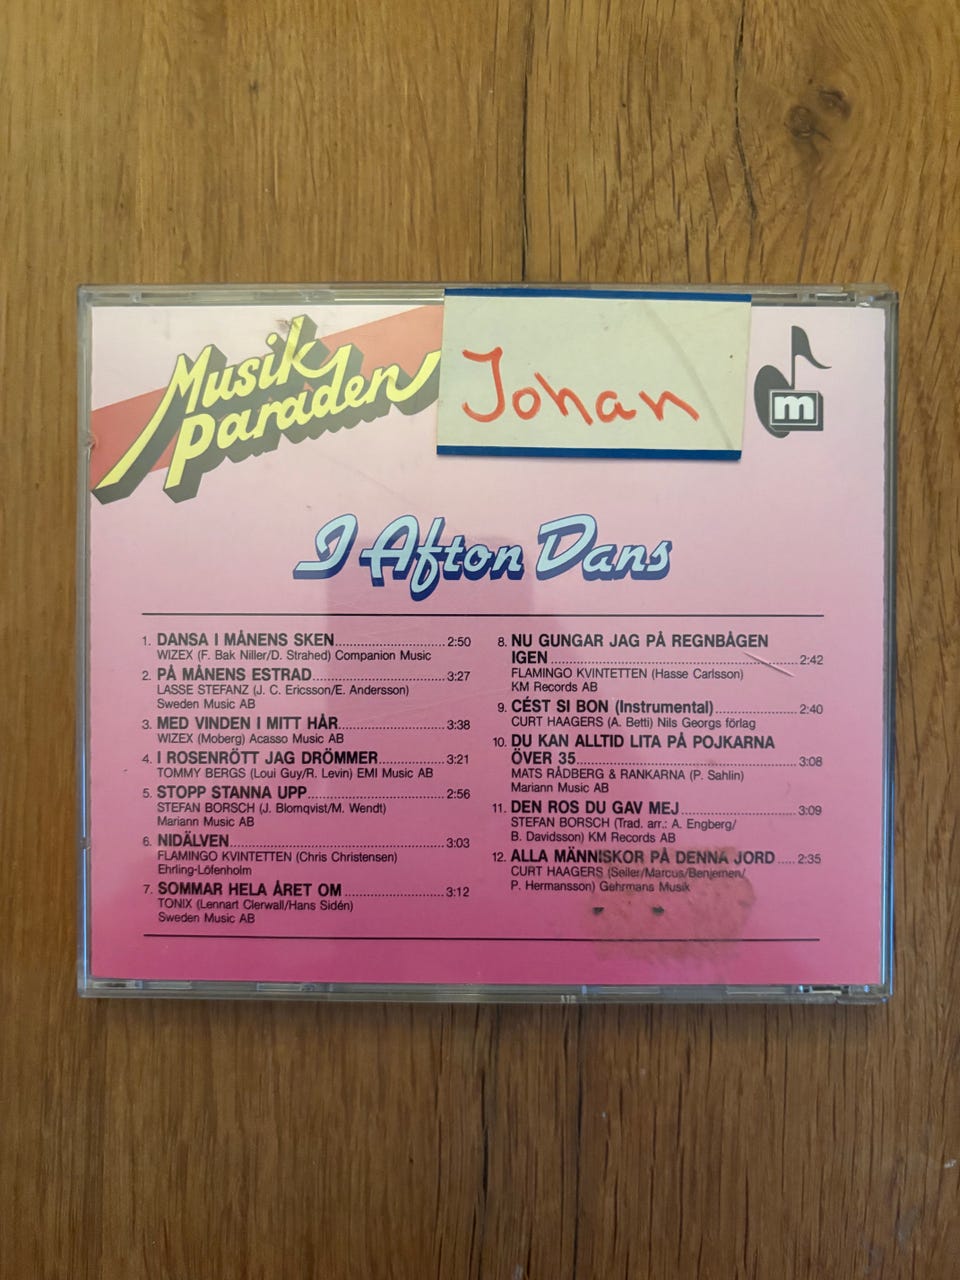 Musik
paraden
Johan
m
I Afton Dans
1. DANSA I MÅNENS SKEN 2:50
WIZEX (F. Bak Niller/D. Strahed) Companion Music
2. PÅ MÅNENS ESTRAD 3:27
LASSE STEFANZ (J. C. Ericsson/E. Andersson)
Sweden Music AB
3. MED VINDEN I MITT HÅR 3:38
WIZEX (Moberg) Acasso Music AB
4. I ROSENRÖTT JAG DRÖMMER 3:21
TOMMY BERGS (Loui Guy/R. Levin) EMI Music AB
5. STOPP STANNA UPP 2:56
STEFAN BORSCH (J. Blomqvist/M. Wendt)
Mariann Music AB
6. NIDÄLVEN 3:03
FLAMINGO KVINTETTEN (Chris Christensen)
Ehrling-Löfenholm
7. SOMMAR HELA ÅRET OM 3:12
TONIX (Lennart Clerwall/Hans Sidén)
Sweden Music AB
8. NU GUNGAR JAG PÅ REGNBÅGEN
IGEN 2:42
FLAMINGO KVINTETTEN (Hasse Carlsson)
KM Records AB
9. CÉST SI BON (Instrumental) 2:40
CURT HAAGERS (A. Betti) Nils Georgs förlag
10. DU KAN ALLTID LITA PÅ POJKARNA
ÖVER 35 3:08
MATS RÅDBERG & RANKARNA (P. Sahlin)
Mariann Music AB
11. DEN ROS DU GAV MEJ 3:09
STEFAN BORSCH (Trad. arr.: A. Engberg/
B. Davidsson) KM Records AB
12. ALLA MÄNNISKOR PÅ DENNA JORD 2:35
CURT HAAGERS (Seiler/Marcus/Benjemen/
P. Hermansson) Gehrmans Musik